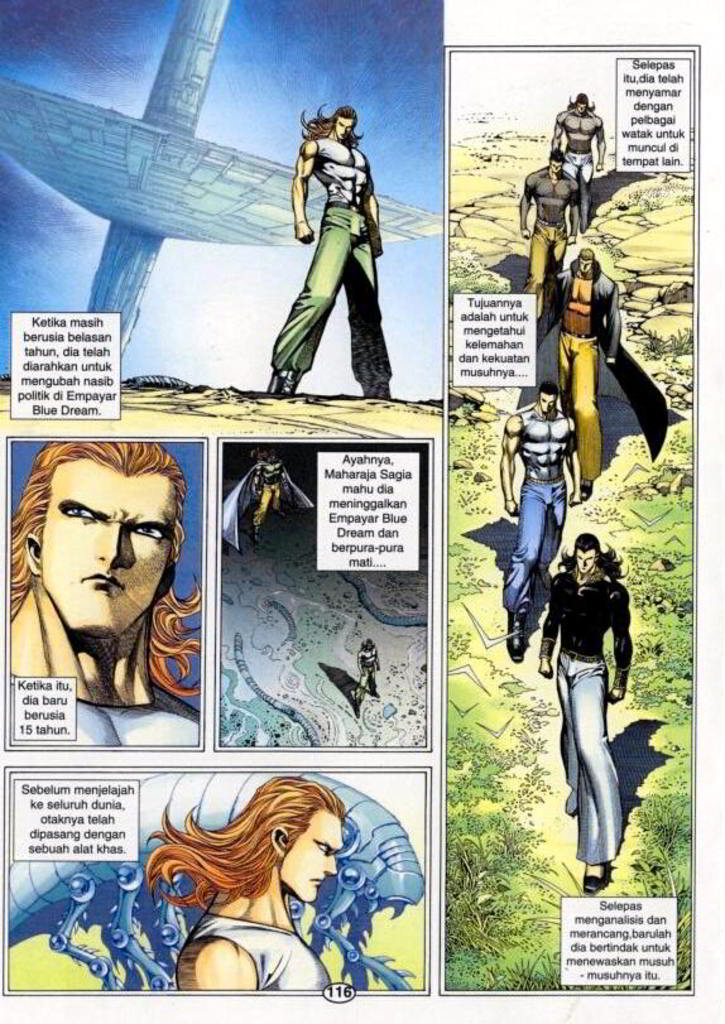 Ketika masih
berusia belasan
tahun, dia telah
diarahkan untuk
mengubah nasib
politik di Empayar
Blue Dream.
Ketika itu,
dia baru
berusia
15 tahun.
Ayahnya,
Maharaja Sagia
mahu dia
meninggalkan
Empayar Blue
Dream dan
berpura-pura
mati....
Sebelum menjelajah
ke seluruh dunia,
otaknya telah
dipasang dengan
sebuah alat khas.
Selepas
itu,dia telah
menyamar
dengan
pelbagai
watak untuk
muncul di
tempat lain.
Tujuannya
adalah untuk
mengetahui
kelemahan
dan kekuatan
musuhnya....
Selepas
menganalisis dan
merancang,barulah
dia bertindak untuk
menewaskan musuh
- musuhnya itu.
116